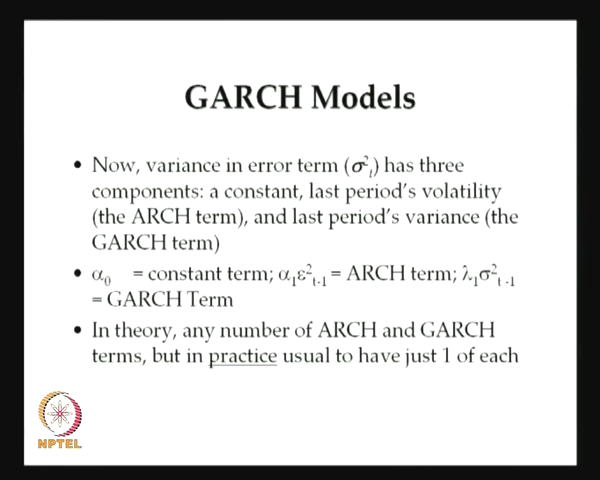 GARCH Models
• Now, variance in error term (σ²ₜ) has three
components: a constant, last period's volatility
(the ARCH term), and last period's variance (the
GARCH term)
• α₀ = constant term; α₁ε²ₜ₋₁ = ARCH term; λ₁σ²ₜ₋₁
= GARCH Term
• In theory, any number of ARCH and GARCH
terms, but in practice usual to have just 1 of each
NPTEL